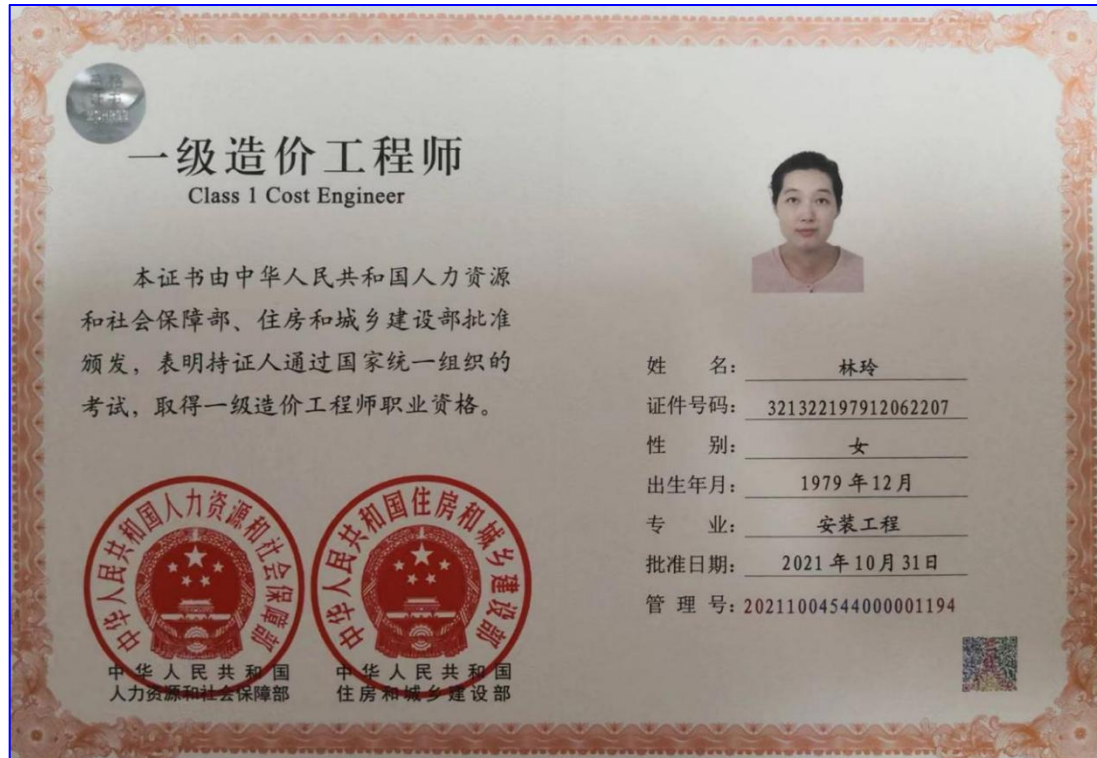 一级造价工程师
Class 1 Cost Engineer
本证书由中华人民共和国人力资源
和社会保障部、住房和城乡建设部批准
颁发，表明持证人通过国家统一组织的
考试，取得一级造价工程师职业资格。
中华人民共和国人力资源和社会保障部
中华人民共和国住房和城乡建设部
中华人民共和国
人力资源和社会保障部
中华人民共和国
住房和城乡建设部
姓 名：林玲
证件号码：321322197912062207
性 别：女
出生年月：1979年12月
专 业：安装工程
批准日期：2021年10月31日
管 理 号：20211004544000001194